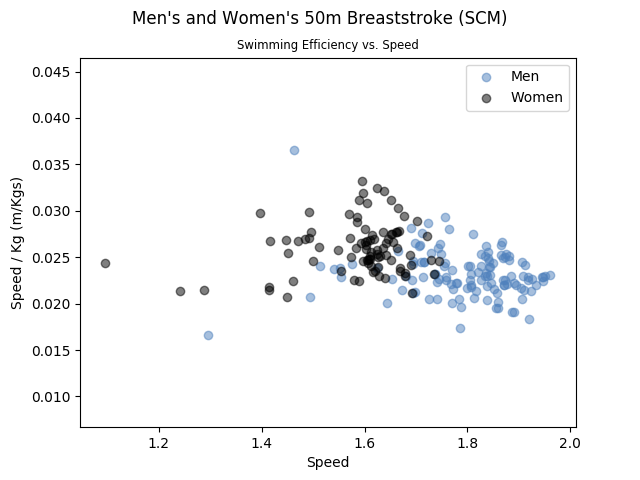 Men's and Women's 50m Breaststroke (SCM)
Swimming Efficiency vs. Speed
Men
Women
0.045
0.040
0.035
0.030
0.025
0.020
0.015
0.010
Speed / Kg (m/Kgs)
1.2 1.4 1.6 1.8 2.0
Speed